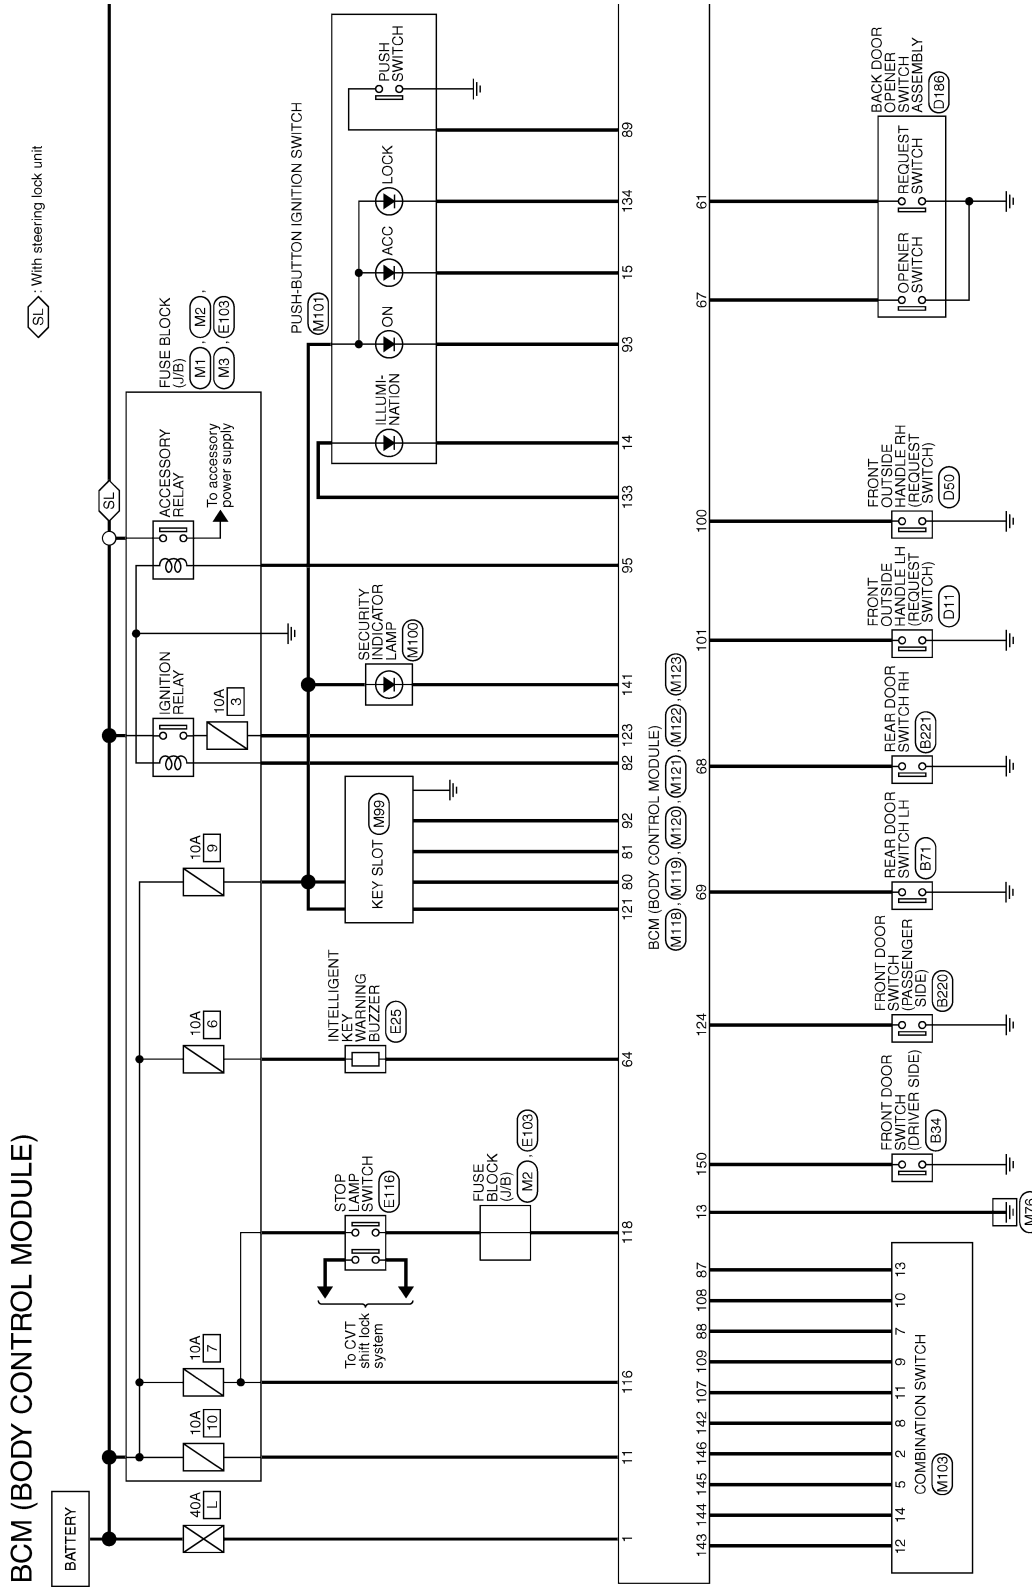 BCM (BODY CONTROL MODULE)
SL : With steering lock unit
BATTERY
SL
40A
L
10A
10
10A
7
10A
6
10A
9
IGNITION
RELAY
10A
3
ACCESSORY
RELAY
To accessory
power supply
FUSE BLOCK
(J/B)
M1 , M2 ,
M3 , E103
STOP
LAMP
SWITCH
E116
To CVT
shift lock
system
FUSE
BLOCK
(J/B)
M2 , E103
INTELLIGENT
KEY
WARNING
BUZZER
E25
KEY SLOT M99
SECURITY
INDICATOR
LAMP
M100
PUSH-BUTTON IGNITION SWITCH
M101
ILLUMI-
NATION
ON
ACC
LOCK
PUSH
SWITCH
1
11
116
118
64
121
80
81
92
82
123
141
95
133
14
93
15
134
89
BCM (BODY CONTROL MODULE)
M118 , M119 , M120 , M121 , M122 , M123
143
144
145
146
142
107
109
88
108
87
13
150
124
69
68
101
100
67
61
12
14
5
2
8
11
9
7
10
13
COMBINATION SWITCH
M103
M76
FRONT DOOR
SWITCH
(DRIVER SIDE)
B34
FRONT DOOR
SWITCH
(PASSENGER
SIDE)
B220
REAR DOOR
SWITCH LH
B71
REAR DOOR
SWITCH RH
B221
FRONT
OUTSIDE
HANDLE LH
(REQUEST
SWITCH)
D11
FRONT
OUTSIDE
HANDLE RH
(REQUEST
SWITCH)
D50
OPENER
SWITCH
REQUEST
SWITCH
BACK DOOR
OPENER
SWITCH
ASSEMBLY
D186